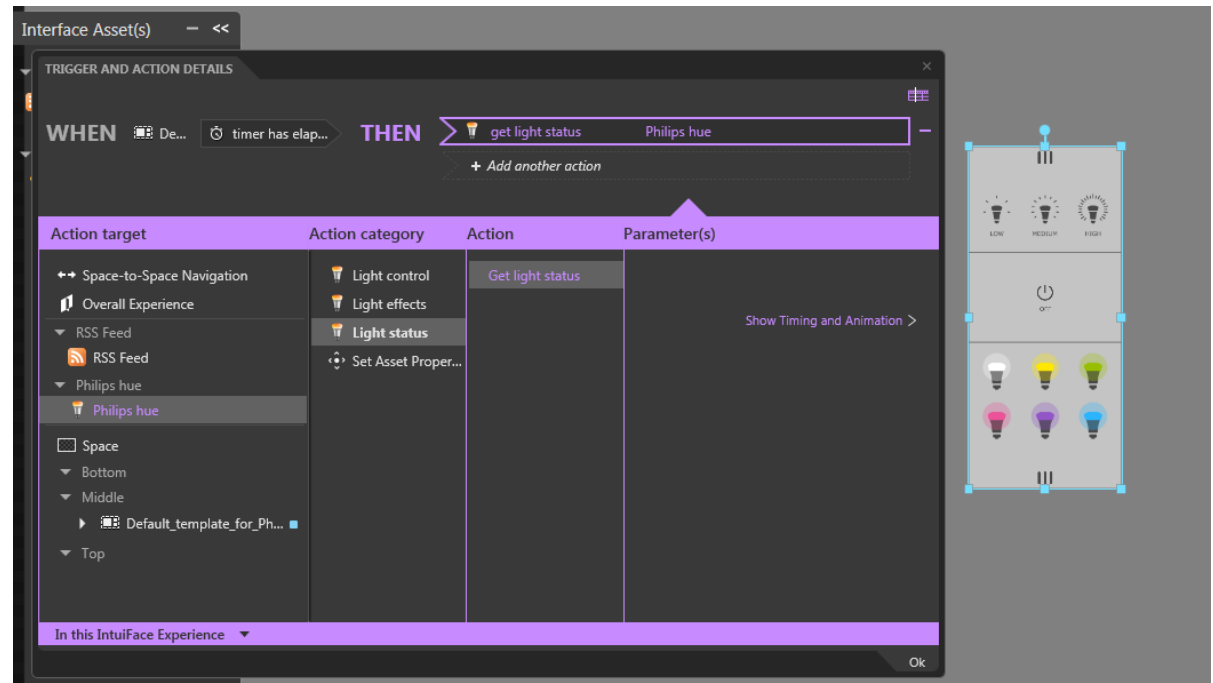 Interface Asset(s)
TRIGGER AND ACTION DETAILS
WHEN De... timer has elap... THEN get light status Philips hue
+ Add another action
Action target Action category Action Parameter(s)
Space-to-Space Navigation Light control Get light status
Overall Experience Light effects
Show Timing and Animation >
RSS Feed Light status
RSS Feed Set Asset Proper...
Philips hue
Philips hue
Space
Bottom
Middle
Default_template_for_Ph...
Top
In this IntuiFace Experience
Ok
LOW MEDIUM HIGH
OFF